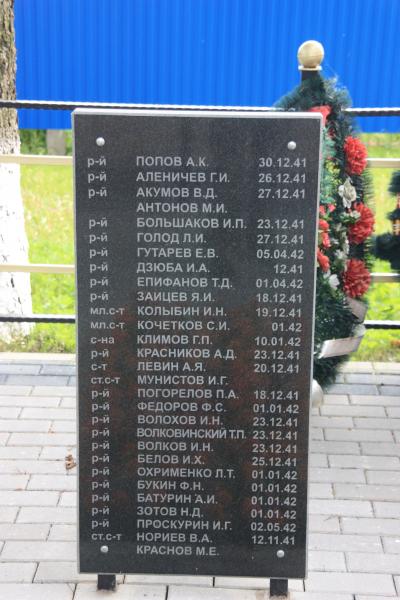 р-й ПОПОВ А.К. 30.12.41
р-й АЛЕНИЧЕВ Г.И. 26.12.41
р-й АКУМОВ В.Д. 27.12.41
АНТОНОВ М.И.
р-й БОЛЬШАКОВ И.П. 23.12.41
р-й ГОЛОД Л.И. 27.12.41
р-й ГУТАРЕВ Е.В. 05.04.42
р-й ДЗЮБА И.А. 12.41
р-й ЕПИФАНОВ Т.Д. 01.04.42
р-й ЗАИЦЕВ Я.И. 18.12.41
мл.с-т КОЛЫБИН И.Н. 19.12.41
мл.с-т КОЧЕТКОВ С.И. 01.42
с-на КЛИМОВ Г.П. 10.01.42
р-й КРАСНИКОВ А.Д. 23.12.41
с-т ЛЕВИН А.Я. 20.12.41
ст.с-т МУНИСТОВ И.Г.
р-й ПОГОРЕЛОВ П.А. 18.12.41
р-й ФЕДОРОВ Ф.С. 01.01.42
р-й ВОЛОХОВ И.Н. 23.12.41
р-й ВОЛКОВИНСКИЙ Т.П. 23.12.41
р-й ВОЛКОВ И.Н. 23.12.41
р-й БЕЛОВ И.Х. 25.12.41
р-й ОХРИМЕНКО Л.Т. 01.01.42
р-й БУКИН Ф.Н. 01.01.42
р-й БАТУРИН А.И. 01.01.42
р-й ЗОТОВ Н.Д. 01.01.42
р-й ПРОСКУРИН И.Г. 02.05.42
ст.с-т НОРИЕВ В.А. 12.11.41
КРАСНОВ М.Е.